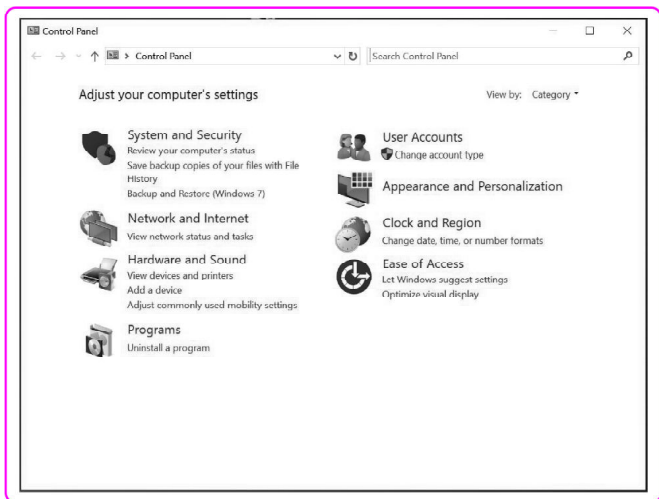 Control Panel
Control Panel
Search Control Panel
Adjust your computer's settings
View by: Category
System and Security
Review your computer's status
Save backup copies of your files with File
History
Backup and Restore (Windows 7)
Network and Internet
View network status and tasks
Hardware and Sound
View devices and printers
Add a device
Adjust commonly used mobility settings
Programs
Uninstall a program
User Accounts
Change account type
Appearance and Personalization
Clock and Region
Change date, time, or number formats
Ease of Access
Let Windows suggest settings
Optimize visual display